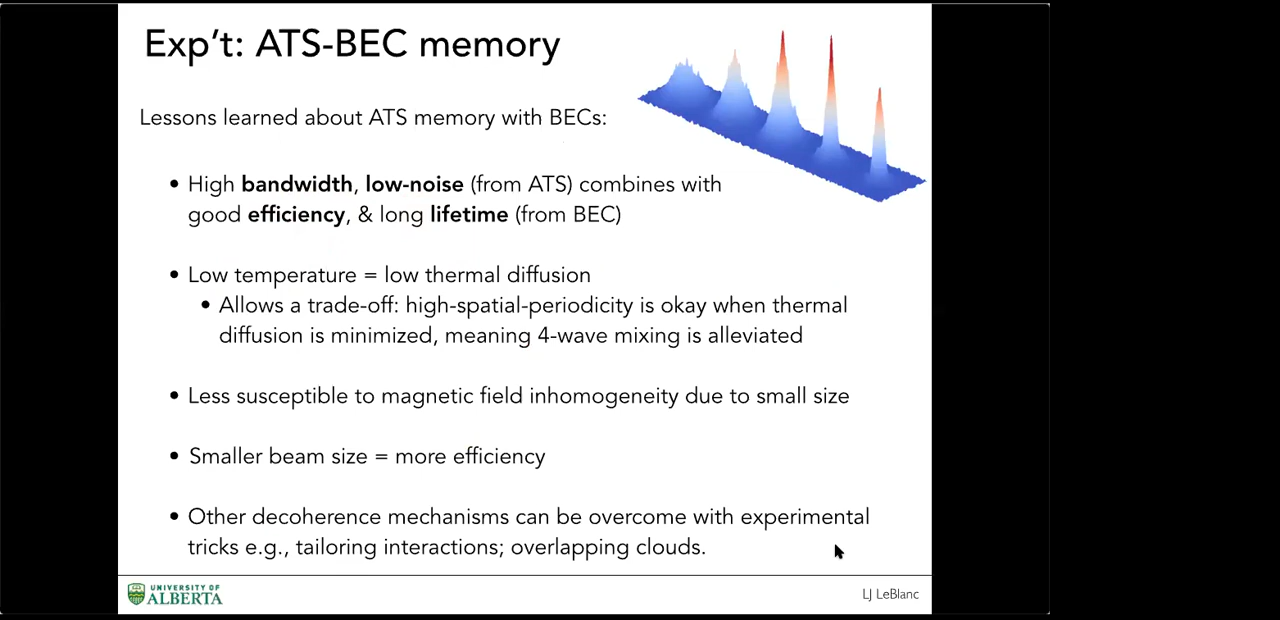 Exp't: ATS-BEC memory
Lessons learned about ATS memory with BECs:
• High bandwidth, low-noise (from ATS) combines with
good efficiency, & long lifetime (from BEC)
• Low temperature = low thermal diffusion
• Allows a trade-off: high-spatial-periodicity is okay when thermal
diffusion is minimized, meaning 4-wave mixing is alleviated
• Less susceptible to magnetic field inhomogeneity due to small size
• Smaller beam size = more efficiency
• Other decoherence mechanisms can be overcome with experimental
tricks e.g., tailoring interactions; overlapping clouds.
UNIVERSITY OF
ALBERTA
LJ LeBlanc